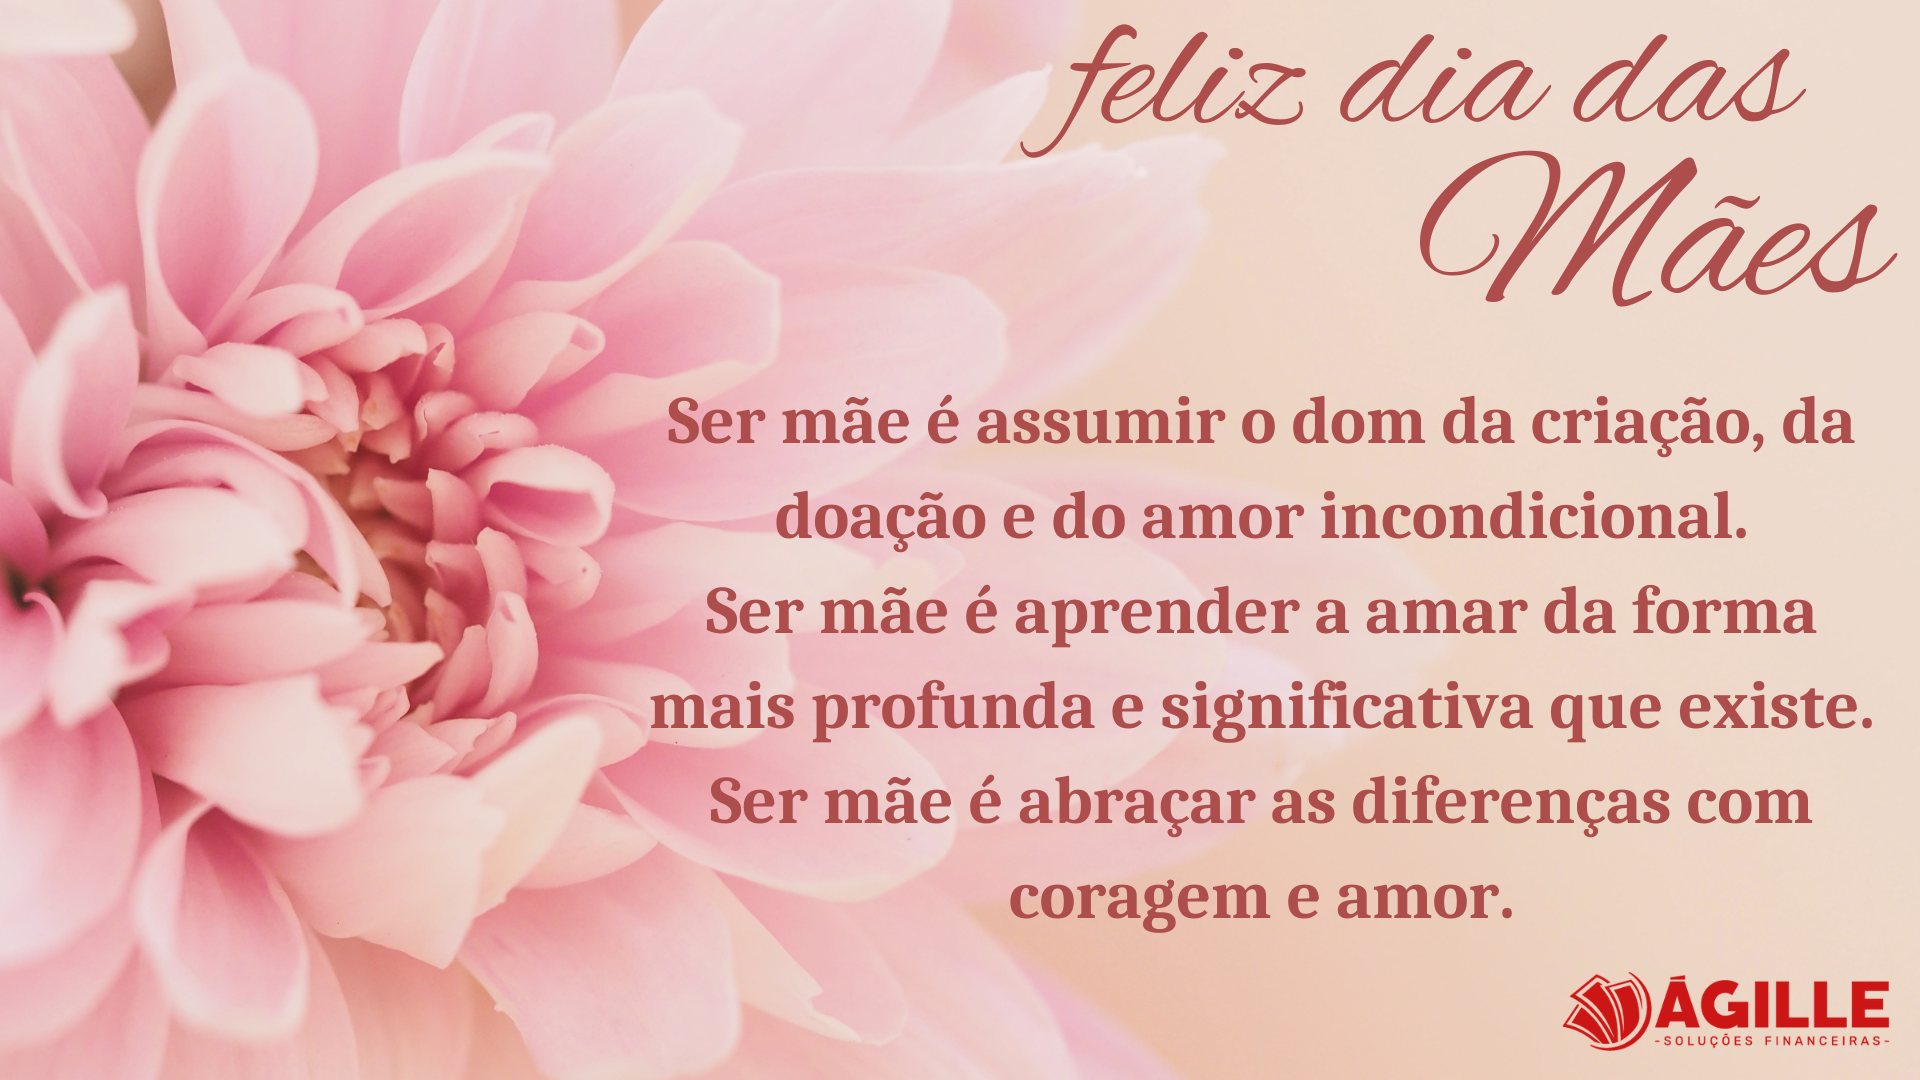 feliz dia das
Mães
Ser mãe é assumir o dom da criação, da
doação e do amor incondicional.
Ser mãe é aprender a amar da forma
mais profunda e significativa que existe.
Ser mãe é abraçar as diferenças com
coragem e amor.
ÁGILLE
-SOLUÇÕES FINANCEIRAS-